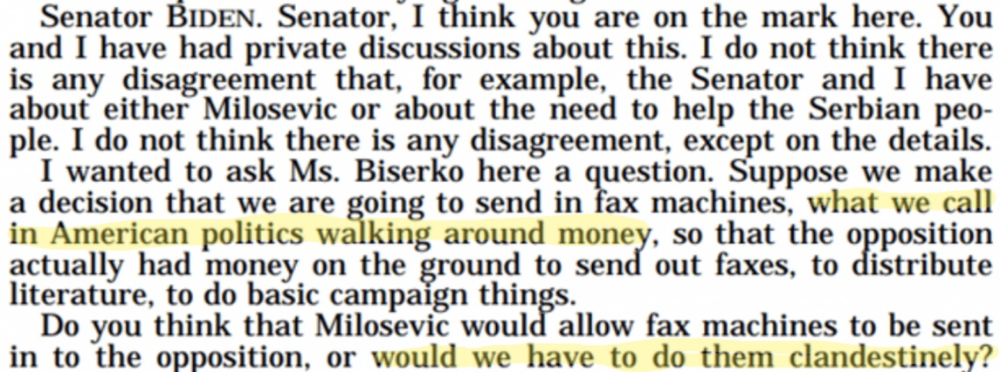 Senator BIDEN. Senator, I think you are on the mark here. You
and I have had private discussions about this. I do not think there
is any disagreement that, for example, the Senator and I have
about either Milosevic or about the need to help the Serbian peo-
ple. I do not think there is any disagreement, except on the details.
I wanted to ask Ms. Biserko here a question. Suppose we make
a decision that we are going to send in fax machines, what we call
in American politics walking around money, so that the opposition
actually had money on the ground to send out faxes, to distribute
literature, to do basic campaign things.
Do you think that Milosevic would allow fax machines to be sent
in to the opposition, or would we have to do them clandestinely?